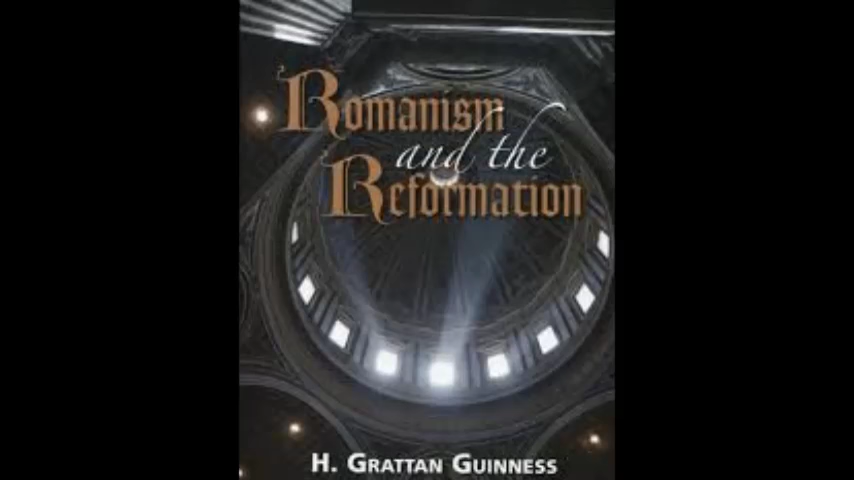 Romanism
and the
Reformation
H. GRATTAN GUINNESS